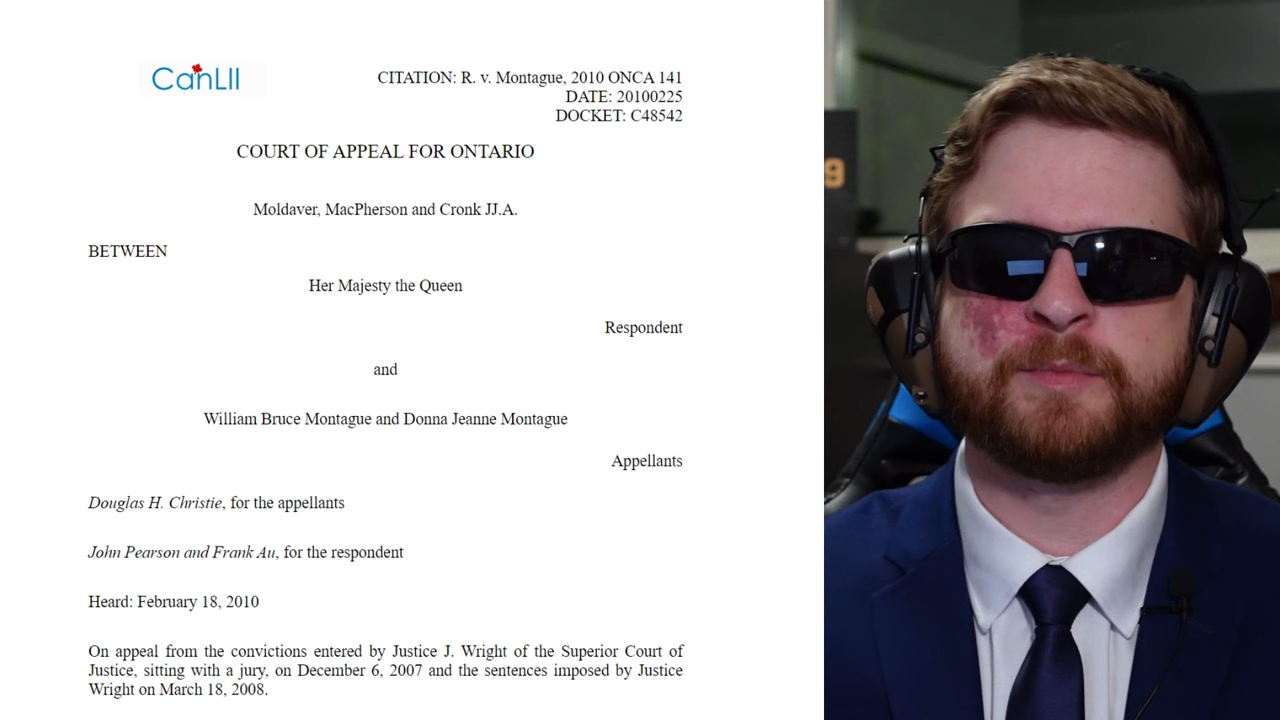 CanLII
CITATION: R. v. Montague, 2010 ONCA 141
DATE: 20100225
DOCKET: C48542
COURT OF APPEAL FOR ONTARIO
Moldaver, MacPherson and Cronk JJ.A.
BETWEEN
Her Majesty the Queen
Respondent
and
William Bruce Montague and Donna Jeanne Montague
Appellants
Douglas H. Christie, for the appellants
John Pearson and Frank Au, for the respondent
Heard: February 18, 2010
On appeal from the convictions entered by Justice J. Wright of the Superior Court of
Justice, sitting with a jury, on December 6, 2007 and the sentences imposed by Justice
Wright on March 18, 2008.
9